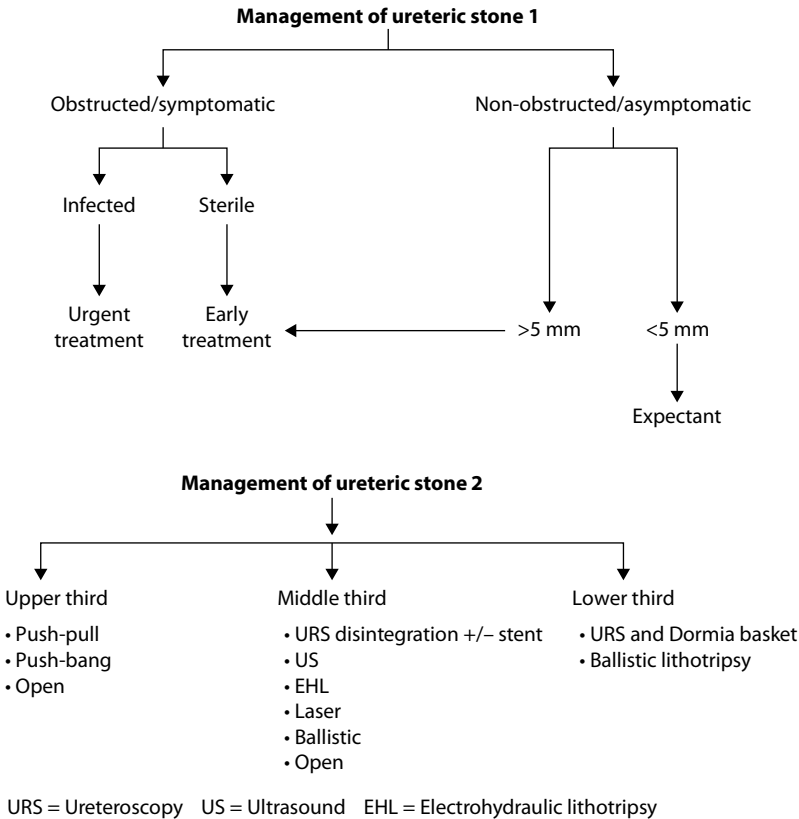 Management of ureteric stone 1
Obstructed/symptomatic
Non-obstructed/asymptomatic
Infected
Sterile
Urgent
treatment
Early
treatment
>5 mm
<5 mm
Expectant
Management of ureteric stone 2
Upper third
• Push-pull
• Push-bang
• Open
Middle third
• URS disintegration +/– stent
• US
• EHL
• Laser
• Ballistic
• Open
Lower third
• URS and Dormia basket
• Ballistic lithotripsy
URS = Ureteroscopy US = Ultrasound EHL = Electrohydraulic lithotripsy